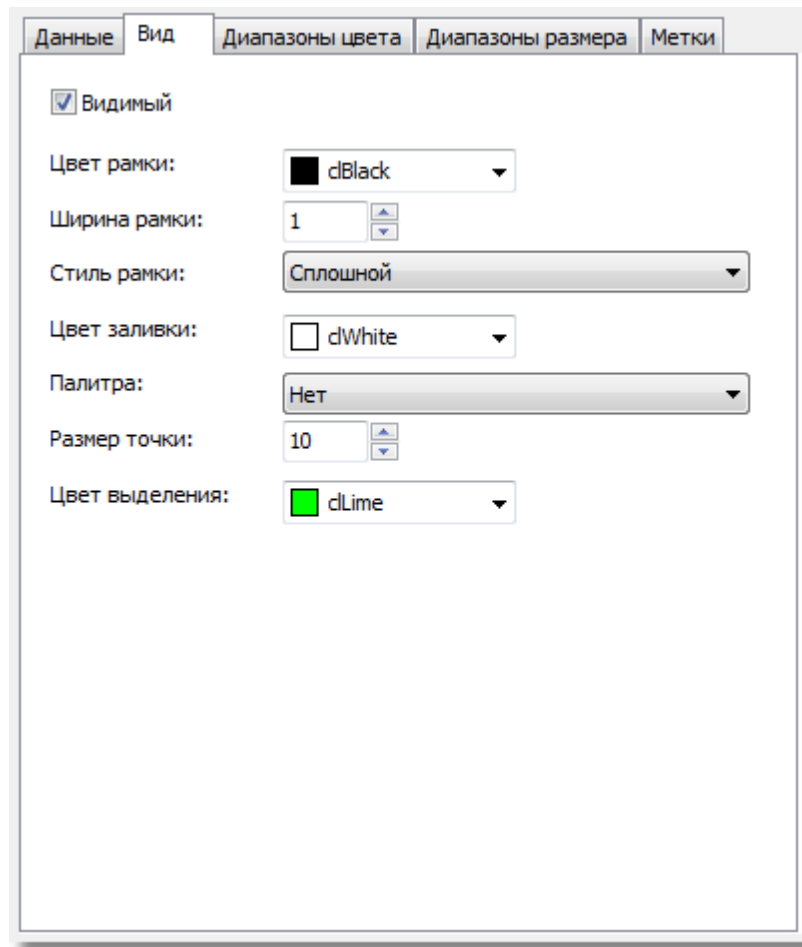 Данные Вид Диапазоны цвета Диапазоны размера Метки
Видимый
Цвет рамки: clBlack
Ширина рамки: 1
Стиль рамки: Сплошной
Цвет заливки: clWhite
Палитра: Нет
Размер точки: 10
Цвет выделения: clLime